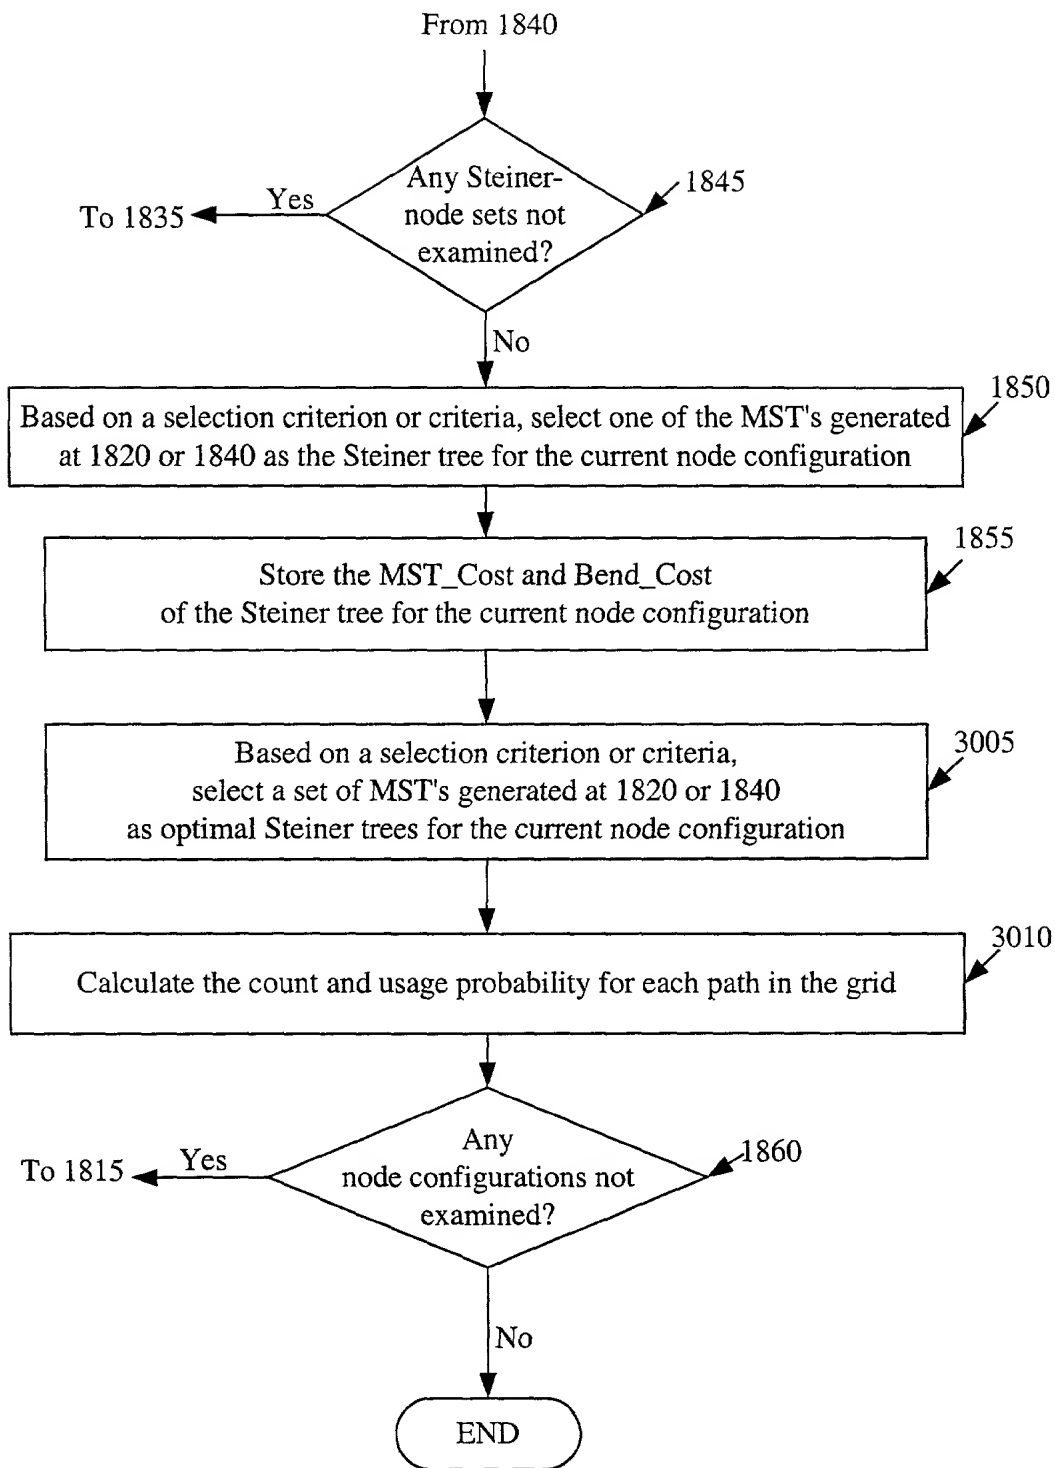 From 1840
Any Steiner-
node sets not
examined?
1845
Yes
To 1835
No
1850
Based on a selection criterion or criteria, select one of the MST's generated
at 1820 or 1840 as the Steiner tree for the current node configuration
1855
Store the MST_Cost and Bend_Cost
of the Steiner tree for the current node configuration
3005
Based on a selection criterion or criteria,
select a set of MST's generated at 1820 or 1840
as optimal Steiner trees for the current node configuration
3010
Calculate the count and usage probability for each path in the grid
Any
node configurations not
examined?
1860
Yes
To 1815
No
END